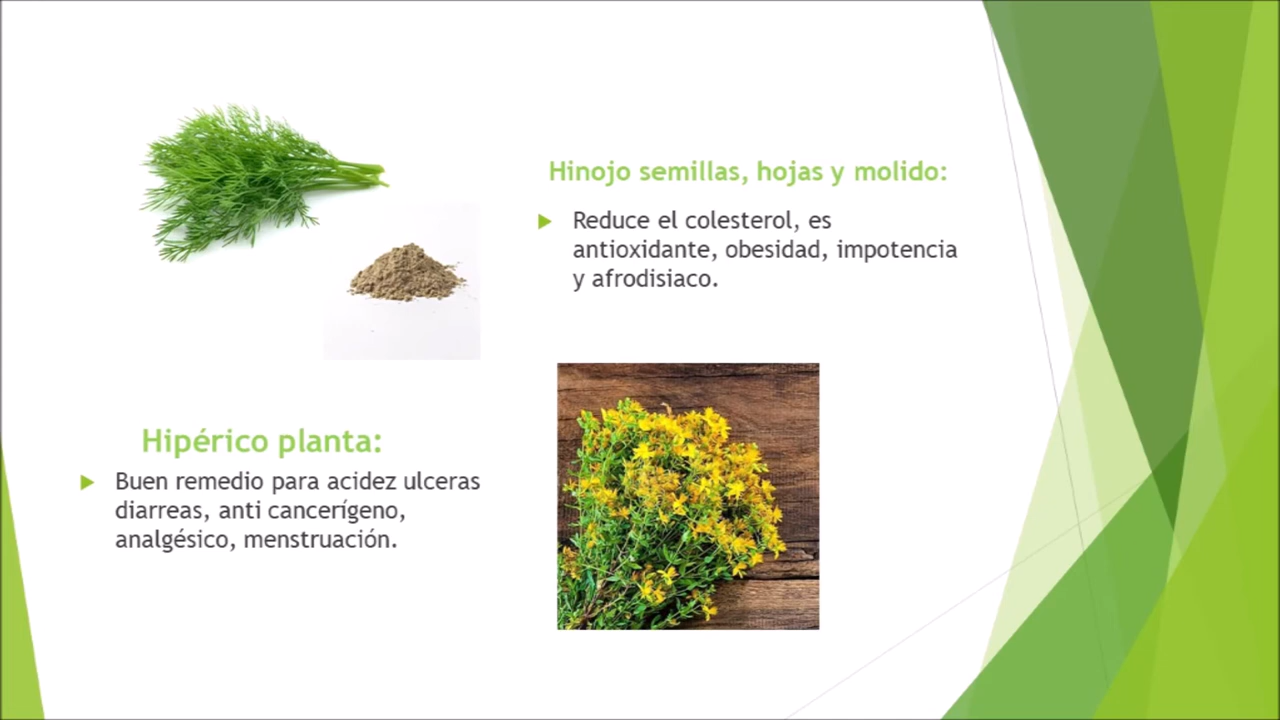 Hinojo semillas, hojas y molido:
Reduce el colesterol, es
antioxidante, obesidad, impotencia
y afrodisiaco.
Hipérico planta:
Buen remedio para acidez ulceras
diarreas, anti cancerígeno,
analgésico, menstruación.